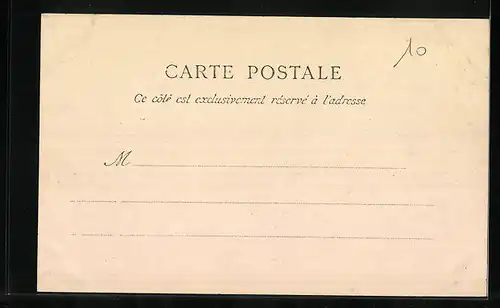 10
CARTE POSTALE
Ce côté est exclusivement réservé à l'adresse
M